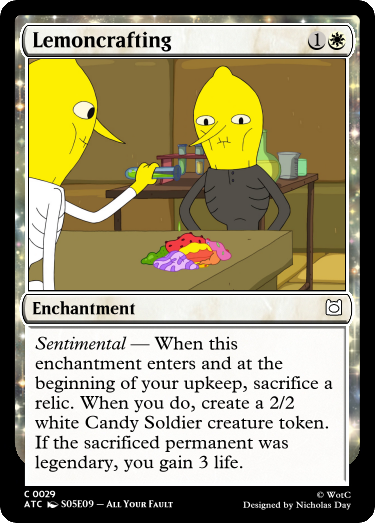 Lemoncrafting 1
Enchantment
Sentimental — When this
enchantment enters and at the
beginning of your upkeep, sacrifice a
relic. When you do, create a 2/2
white Candy Soldier creature token.
If the sacrificed permanent was
legendary, you gain 3 life.
C 0029 © WotC
ATC S05E09 – All Your Fault Designed by Nicholas Day